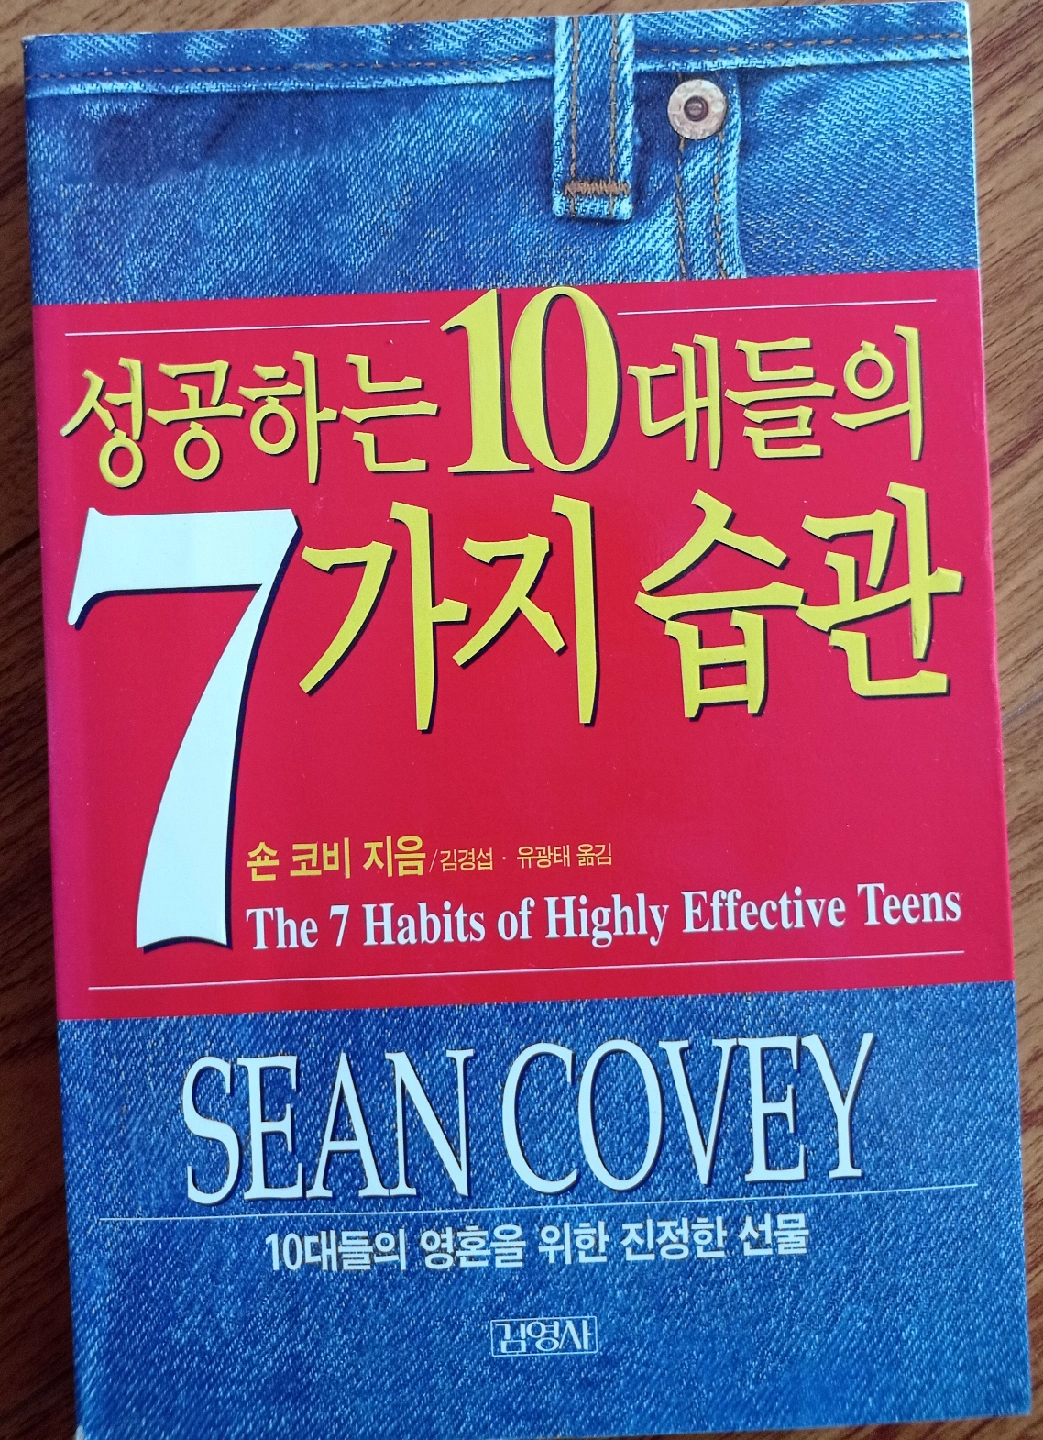 성공하는 10대들의
7가지 습관
숀 코비 지음/김경섭 · 유광태 옮김
The 7 Habits of Highly Effective Teens
SEAN COVEY
10대들의 영혼을 위한 진정한 선물
김영사